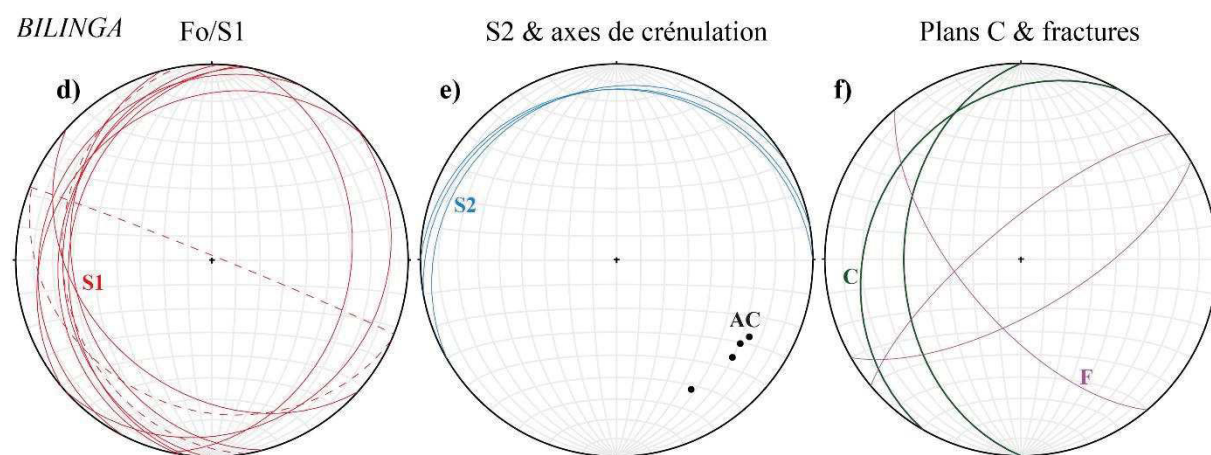 BILINGA
Fo/S1
S2 & axes de crénulation
Plans C & fractures
d)
e)
f)
S2
S1
C
AC
F